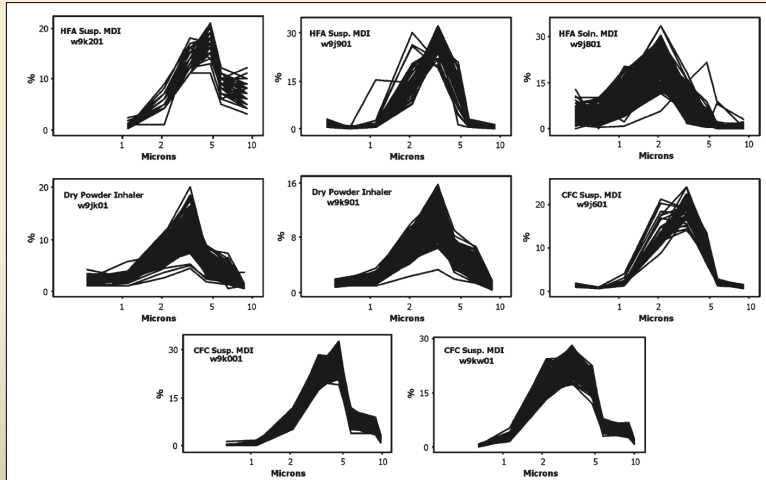 HFA Susp. MDI
w9k201
20
10
0
%
1 2 5 10
Microns
HFA Susp. MDI
w9j901
30
15
0
%
1 2 5 10
Microns
HFA Soln. MDI
w9j801
30
15
0
%
1 2 5 10
Microns
Dry Powder Inhaler
w9jk01
20
10
0
%
1 2 5 10
Microns
Dry Powder Inhaler
w9k901
16
8
0
%
1 2 5 10
Microns
CFC Susp. MDI
w9j601
20
10
0
%
1 2 5 10
Microns
CFC Susp. MDI
w9k001
30
15
0
%
1 2 5 10
Microns
CFC Susp. MDI
w9kw01
30
15
0
%
1 2 5 10
Microns